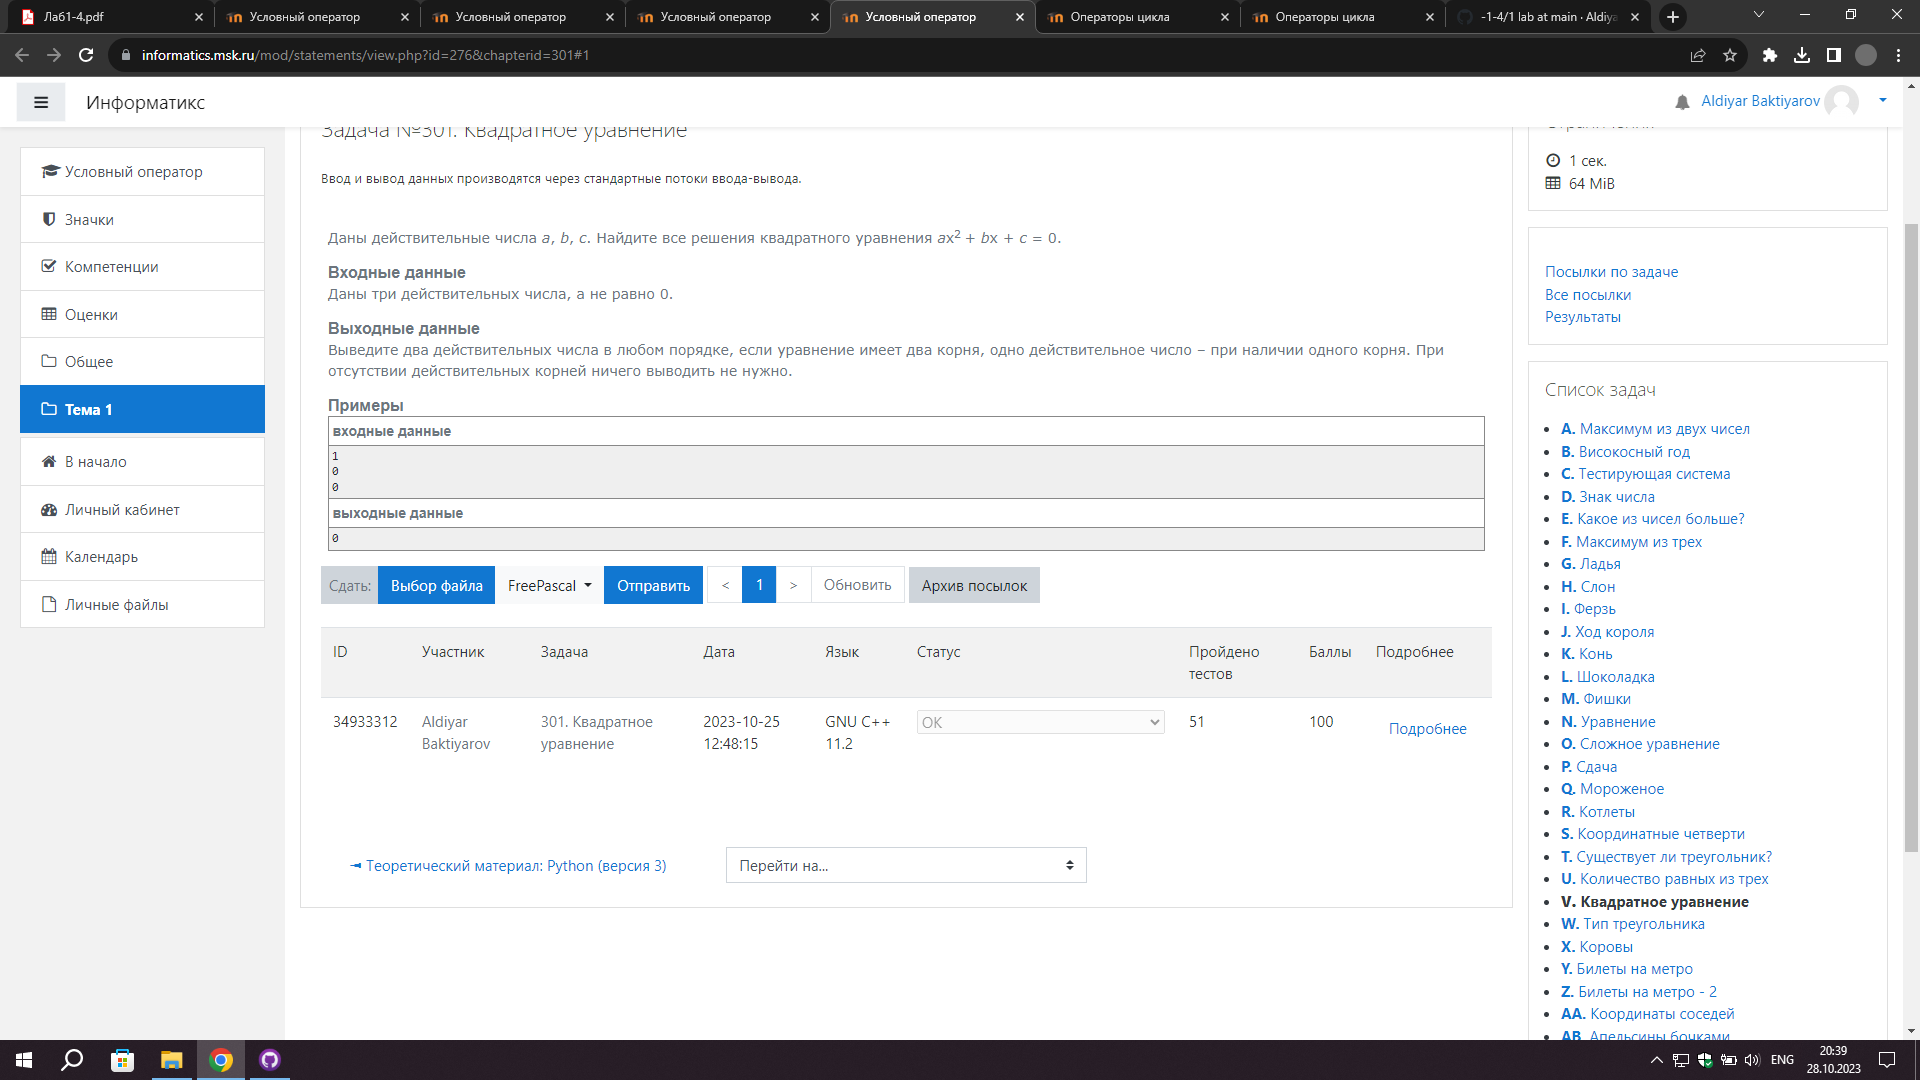 Лаб1-4.pdf
Условный оператор
Условный оператор
Условный оператор
Условный оператор
Операторы цикла
Операторы цикла
-1-4/1 lab at main · Aldiya
informatics.msk.ru/mod/statements/view.php?id=276&chapterid=301#1
Информатикс
Aldiyar Baktiyarov
Условный оператор
Значки
Компетенции
Оценки
Общее
Тема 1
В начало
Личный кабинет
Календарь
Личные файлы
Задача №301. Квадратное уравнение
Ввод и вывод данных производятся через стандартные потоки ввода-вывода.
Даны действительные числа a, b, c. Найдите все решения квадратного уравнения ax² + bx + c = 0.
Входные данные
Даны три действительных числа, а не равно 0.
Выходные данные
Выведите два действительных числа в любом порядке, если уравнение имеет два корня, одно действительное число – при наличии одного корня. При
отсутствии действительных корней ничего выводить не нужно.
Примеры
входные данные
1
0
0
выходные данные
0
Сдать: Выбор файла FreePascal Отправить < 1 > Обновить Архив посылок
ID Участник Задача Дата Язык Статус Пройдено Баллы Подробнее
тестов
34933312 Aldiyar 301. Квадратное 2023-10-25 GNU C++ OK 51 100 Подробнее
Baktiyarov уравнение 12:48:15 11.2
◄ Теоретический материал: Python (версия 3)
Перейти на...
1 сек.
64 MiB
Посылки по задаче
Все посылки
Результаты
Список задач
A. Максимум из двух чисел
B. Високосный год
C. Тестирующая система
D. Знак числа
E. Какое из чисел больше?
F. Максимум из трех
G. Ладья
H. Слон
I. Ферзь
J. Ход короля
K. Конь
L. Шоколадка
M. Фишки
N. Уравнение
O. Сложное уравнение
P. Сдача
Q. Мороженое
R. Котлеты
S. Координатные четверти
T. Существует ли треугольник?
U. Количество равных из трех
V. Квадратное уравнение
W. Тип треугольника
X. Коровы
Y. Билеты на метро
Z. Билеты на метро - 2
AA. Координаты соседей
AB. Апельсины бочками
ENG
20:39
28.10.2023